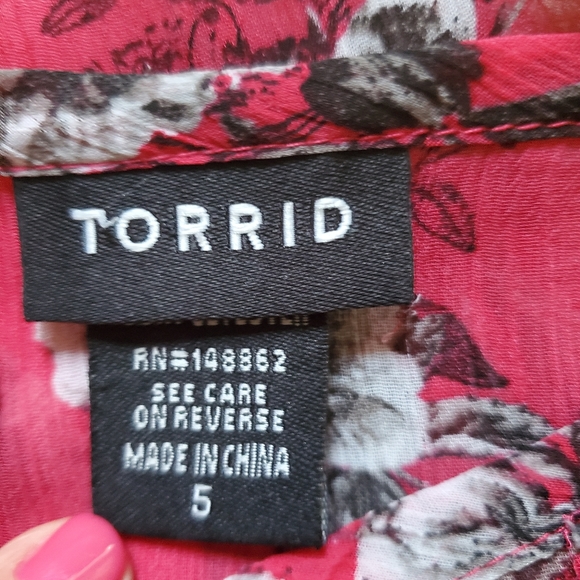 TORRID
RN#148862
SEE CARE
ON REVERSE
MADE IN CHINA
5